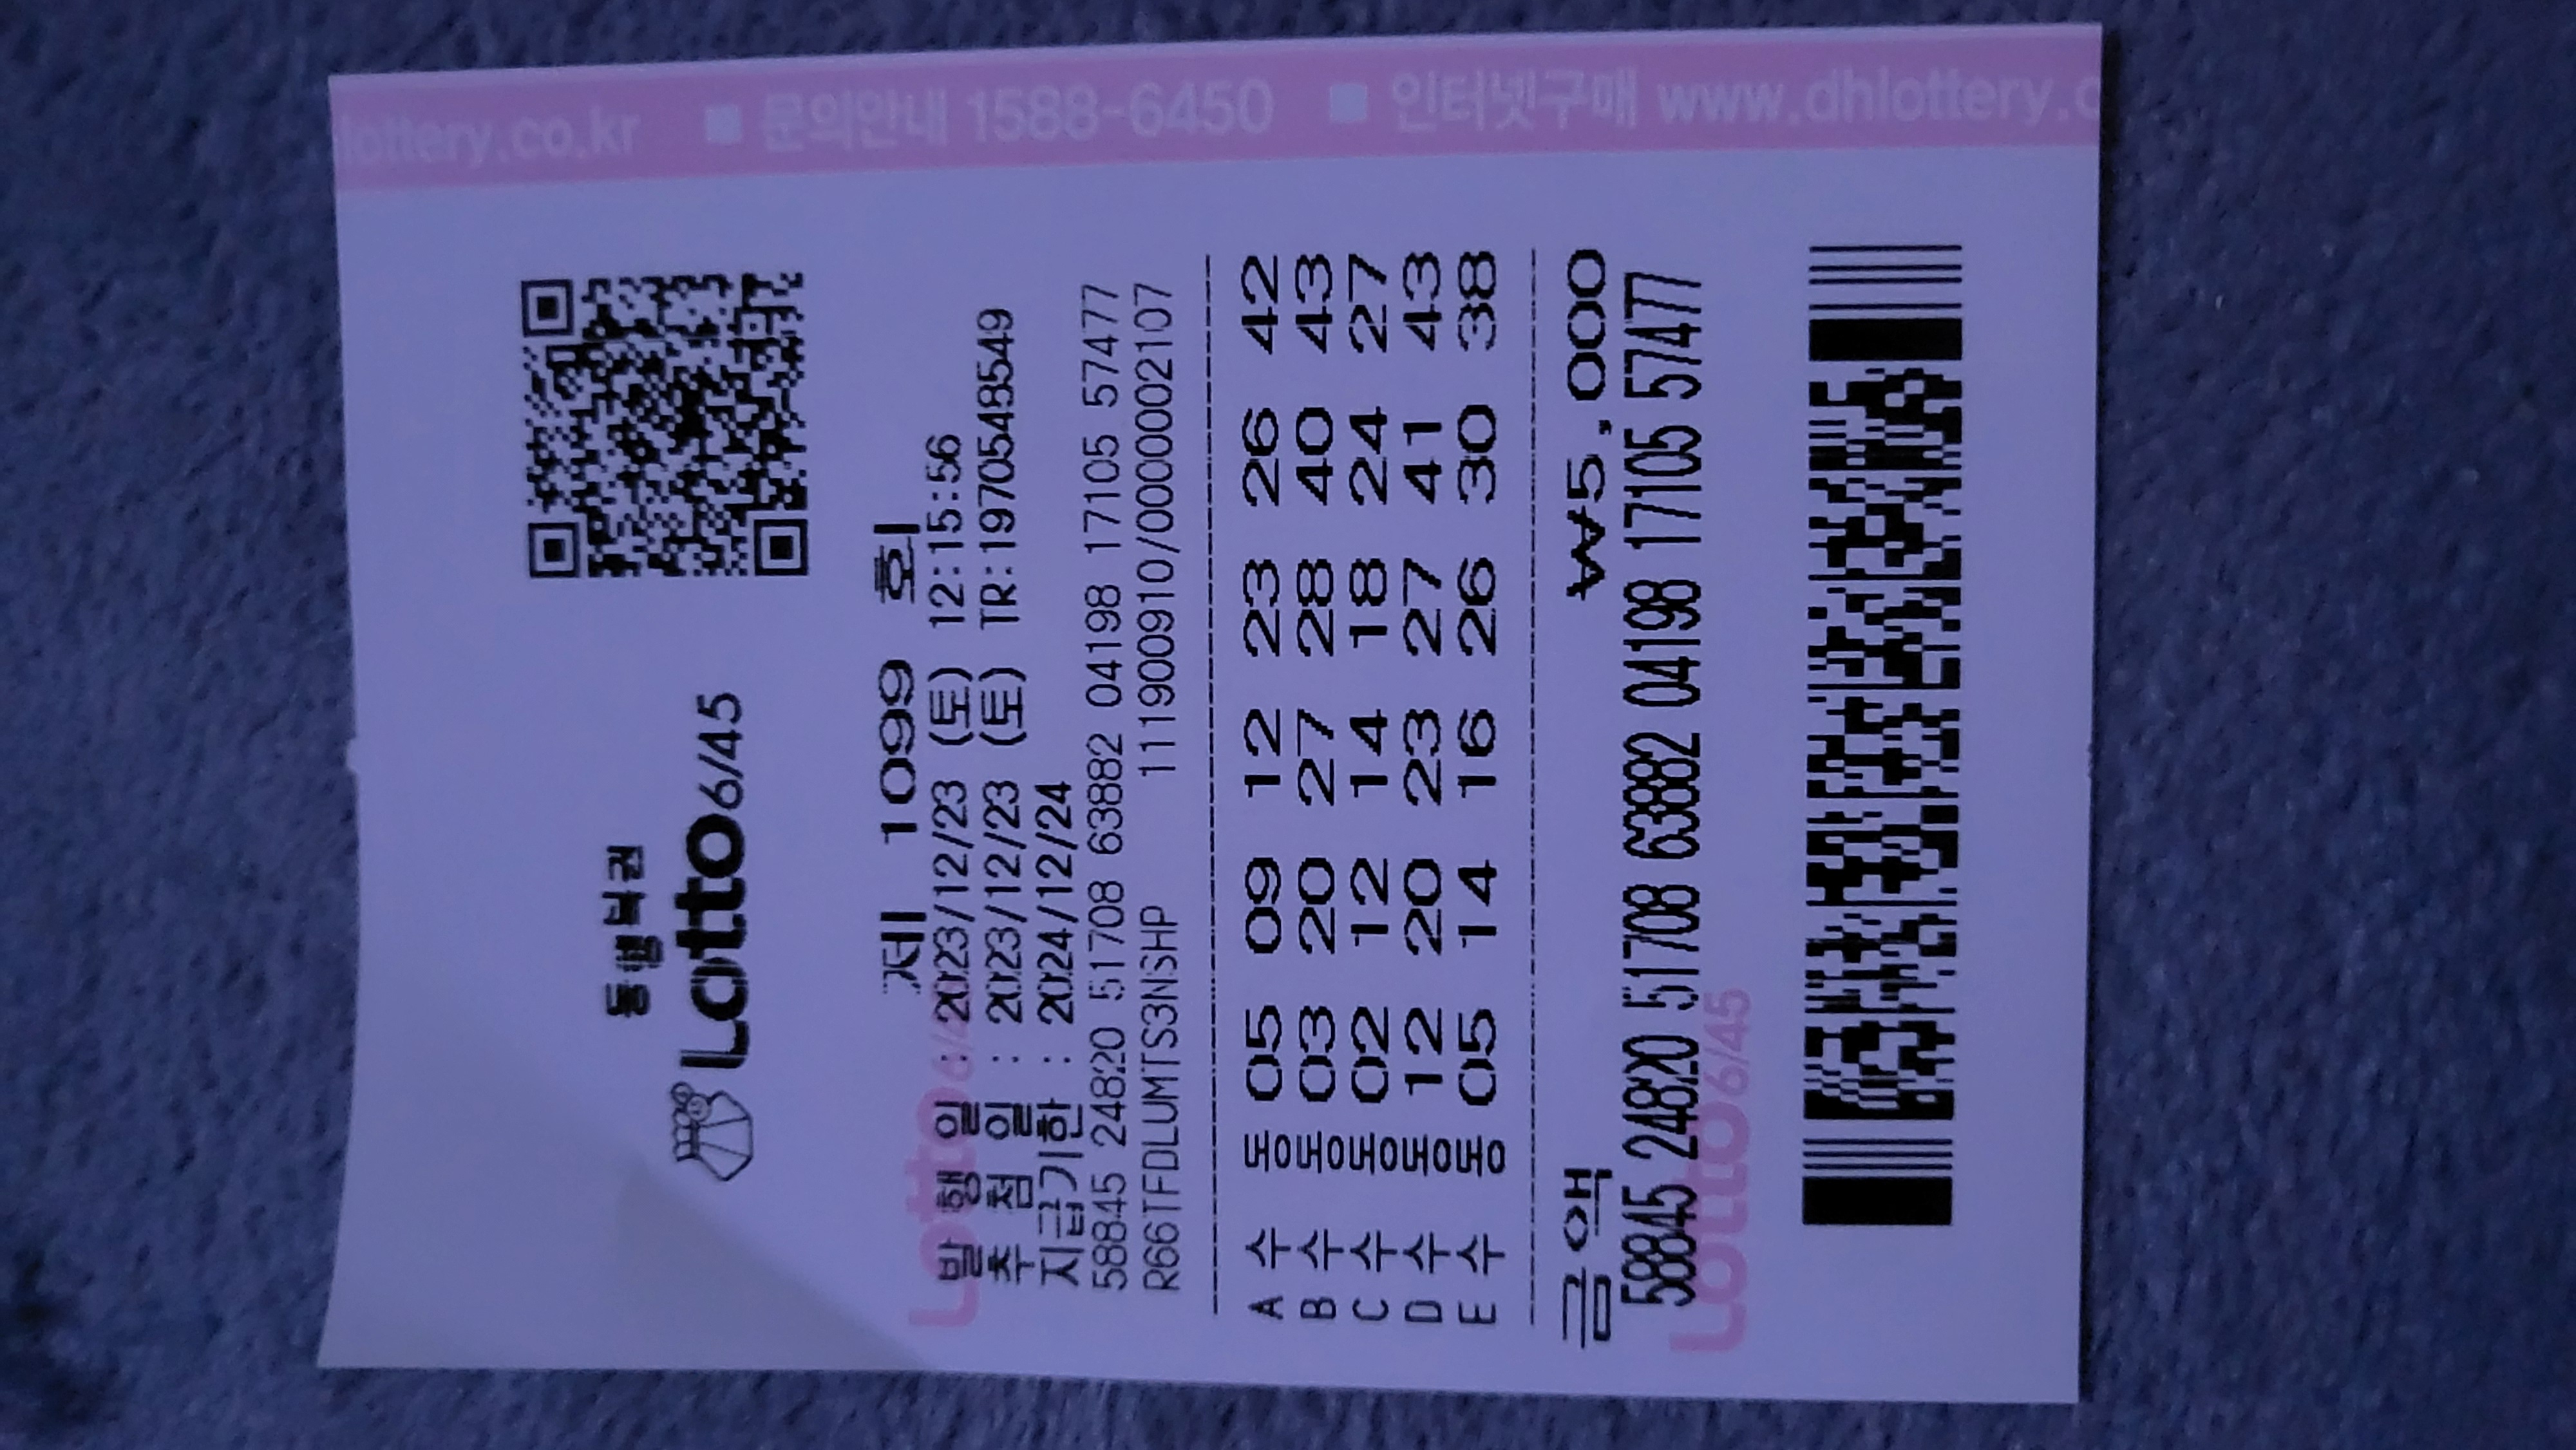 동행복권
Lotto6/45
제 1099 회
발 행 일 : 2023/12/23 (토) 12:15:56
추 첨 일 : 2023/12/23 (토) TR:1970548549
지급기한 : 2024/12/24
58845 24820 51708 63882 04198 17105 57477
R66TFDLUMTS3NSHP 111900910/0000002107
A 수 동 05 09 12 23 26 42
B 수 동 03 20 27 28 40 43
C 수 동 02 12 14 18 24 27
D 수 동 12 20 23 27 41 43
E 수 동 05 14 16 26 30 38
금액 ₩5,000
58845 24820 51708 63882 04198 17105 57477
Lotto6/45
Lotto6/45
lottery.co.kr ■ 문의안내 1588-6450 ■ 인터넷구매 www.dhlottery.c